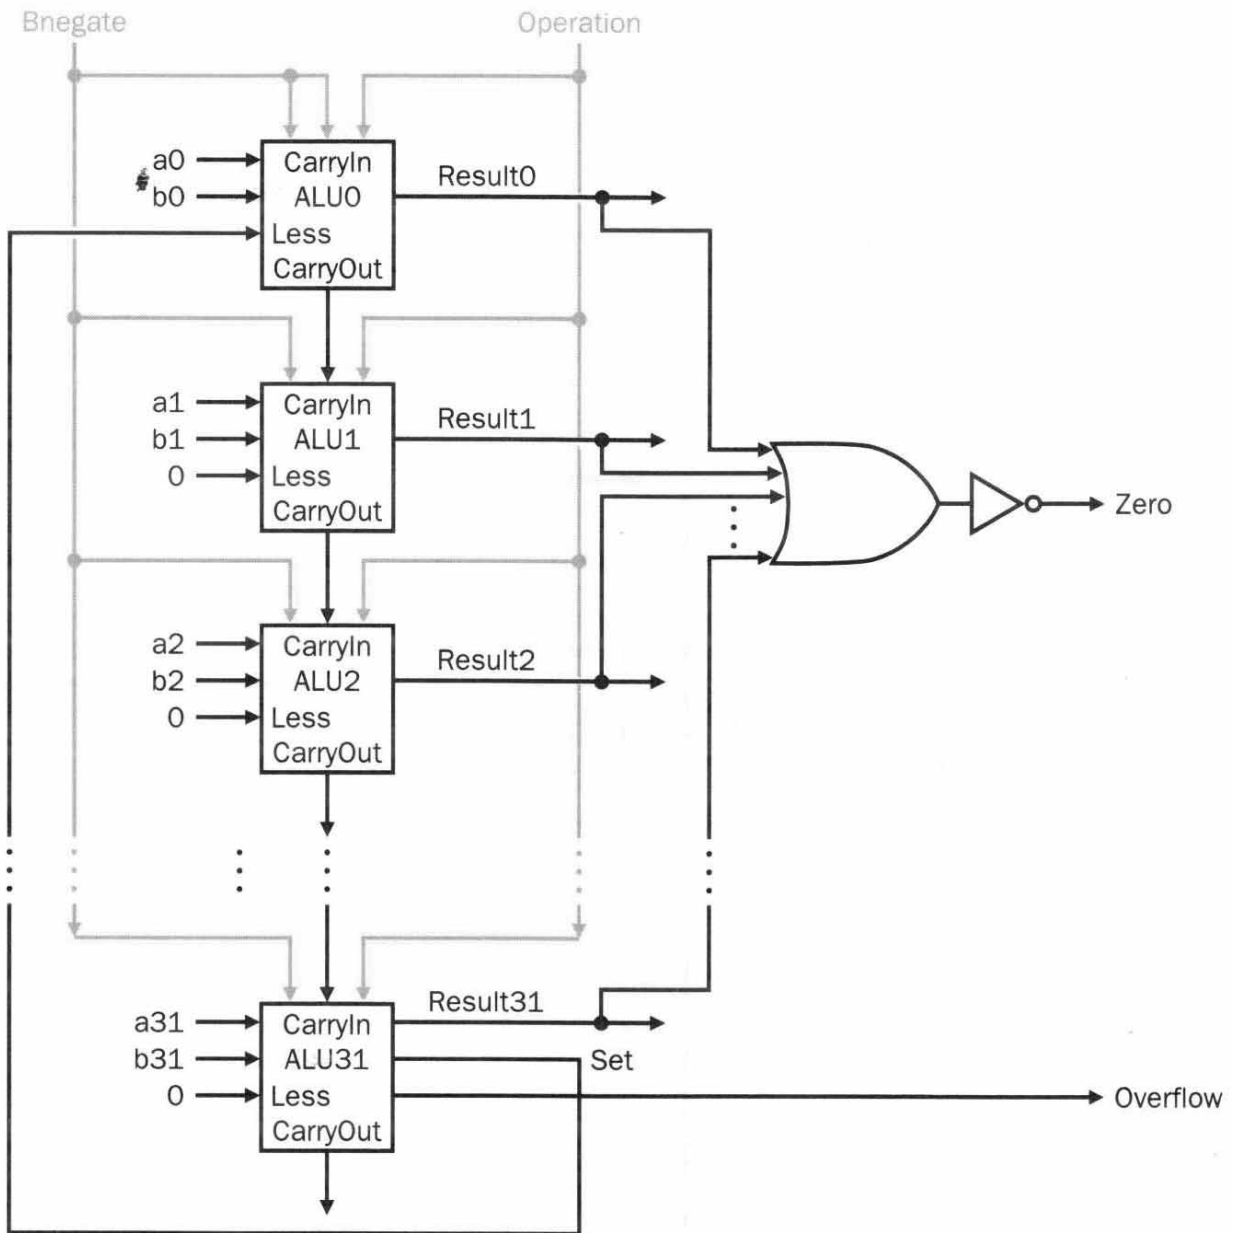 Bnegate
Operation
a0
b0
CarryIn
ALU0
Less
CarryOut
Result0
a1
b1
0
CarryIn
ALU1
Less
CarryOut
Result1
Zero
a2
b2
0
CarryIn
ALU2
Less
CarryOut
Result2
a31
b31
0
CarryIn
ALU31
Less
CarryOut
Result31
Set
Overflow